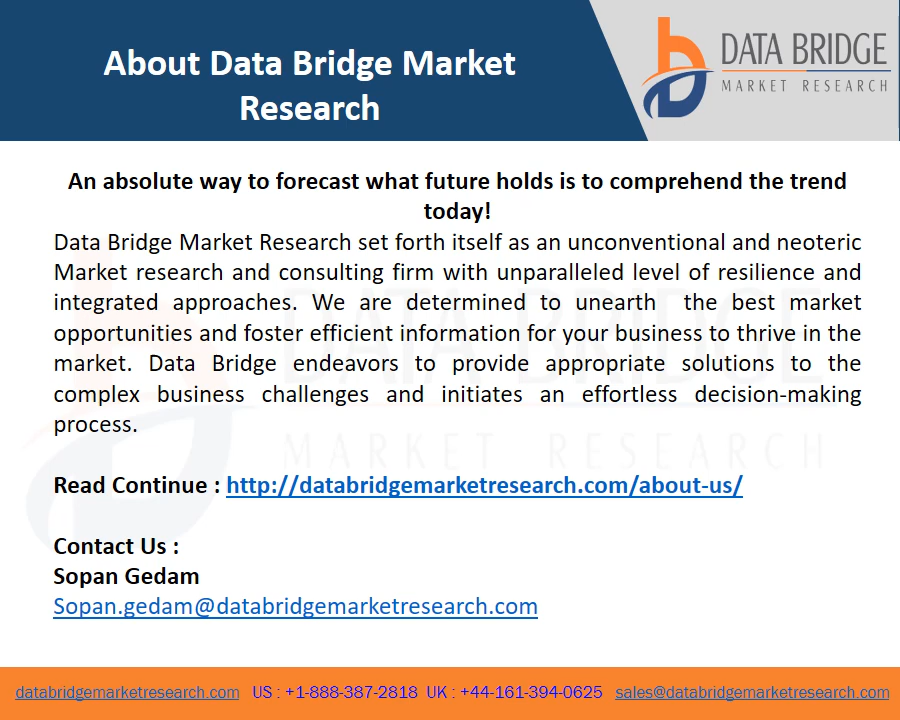 About Data Bridge Market
Research
DATA BRIDGE
MARKET RESEARCH
An absolute way to forecast what future holds is to comprehend the trend
today!
Data Bridge Market Research set forth itself as an unconventional and neoteric
Market research and consulting firm with unparalleled level of resilience and
integrated approaches. We are determined to unearth the best market
opportunities and foster efficient information for your business to thrive in the
market. Data Bridge endeavors to provide appropriate solutions to the
complex business challenges and initiates an effortless decision-making
process.
DATA BRIDGE
MARKET RESEARCH
Read Continue : http://databridgemarketresearch.com/about-us/
Contact Us :
Sopan Gedam
Sopan.gedam@databridgemarketresearch.com
databridgemarketresearch.com US : +1-888-387-2818 UK : +44-161-394-0625 sales@databridgemarketresearch.com